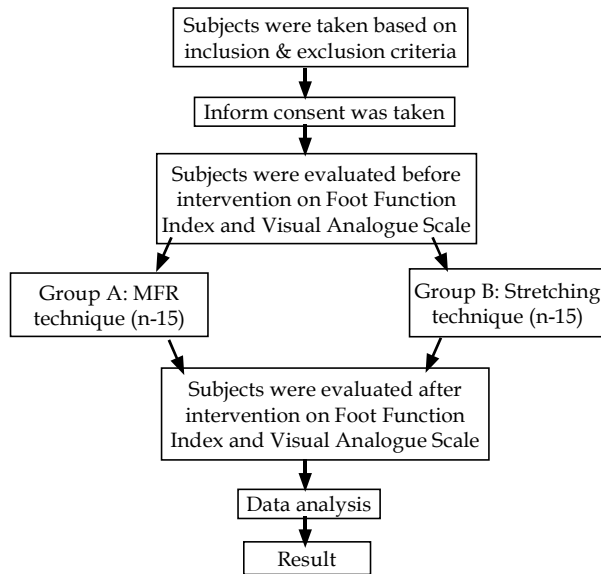 Subjects were taken based on
inclusion & exclusion criteria
Inform consent was taken
Subjects were evaluated before
intervention on Foot Function
Index and Visual Analogue Scale
Group A: MFR
technique (n-15)
Group B: Stretching
technique (n-15)
Subjects were evaluated after
intervention on Foot Function
Index and Visual Analogue Scale
Data analysis
Result